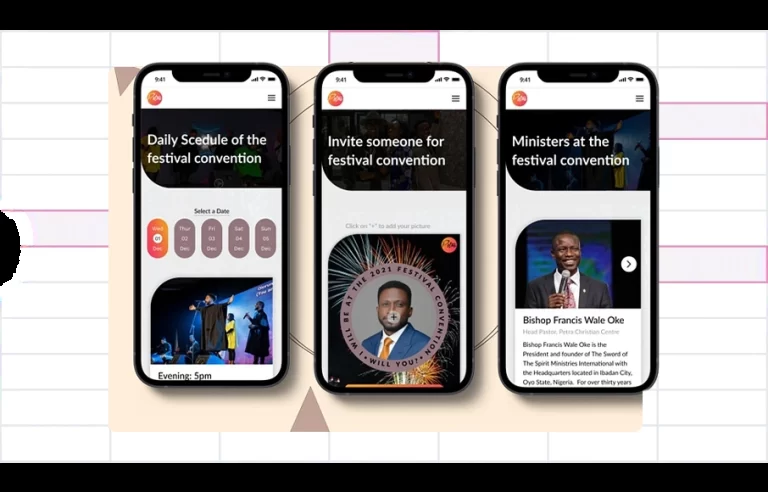 9:41
Daily Scedule of the
festival convention
Select a Date
Wed
01
Dec
Thur
02
Dec
Fri
03
Dec
Sat
04
Dec
Sun
05
Dec
Evening: 5pm
9:41
Invite someone for
festival convention
Click on "+" to add your picture
I WILL BE AT THE 2021 FESTIVAL CONVENTION
WILL YOU?
9:41
Ministers at the
festival convention
Bishop Francis Wale Oke
Head Pastor, Petra Christian Centre
Bishop Francis Wale Oke is the
President and founder of The Sword of
The Spirit Ministries International with
the Headquarters located in Ibadan City,
Oyo State, Nigeria. For over thirty years